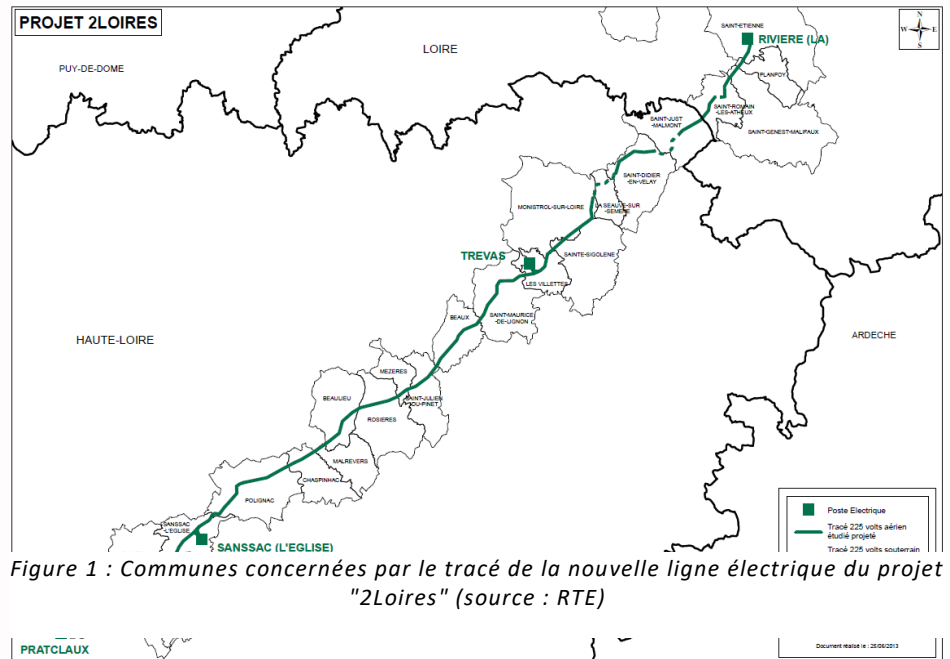 PROJET 2LOIRES
PUY-DE-DOME
LOIRE
SAINT-ETIENNE
RIVIERE (LA)
W E
S
PLANFOY
SAINT-ROMAIN
-LES-ATHEUX
SAINT-GENEST-MALIFAUX
SAINT-JUST
-MALMONT
SAINT-DIDIER
-EN-VELAY
MONISTROL-SUR-LOIRE
LA SEAUVE-SUR
-SEMENE
TREVAS
SAINTE-SIGOLENE
LES VILLETTES
BEAUX
SAINT-MAURICE
-DE-LIGNON
HAUTE-LOIRE
ARDECHE
MEZERES
BEAULIEU
SAINT-JULIEN
-DU-PINET
ROSIERES
MALREVERS
CHASPINHAC
POLIGNAC
SANSSAC
-L'EGLISE
SANSSAC (L'EGLISE)
Poste Electrique
Tracé 225 volts aérien
étudié projeté
Tracé 225 volts souterrain
Figure 1 : Communes concernées par le tracé de la nouvelle ligne électrique du projet
"2Loires" (source : RTE)
PRATCLAUX
Document réalisé le : 25/06/2013